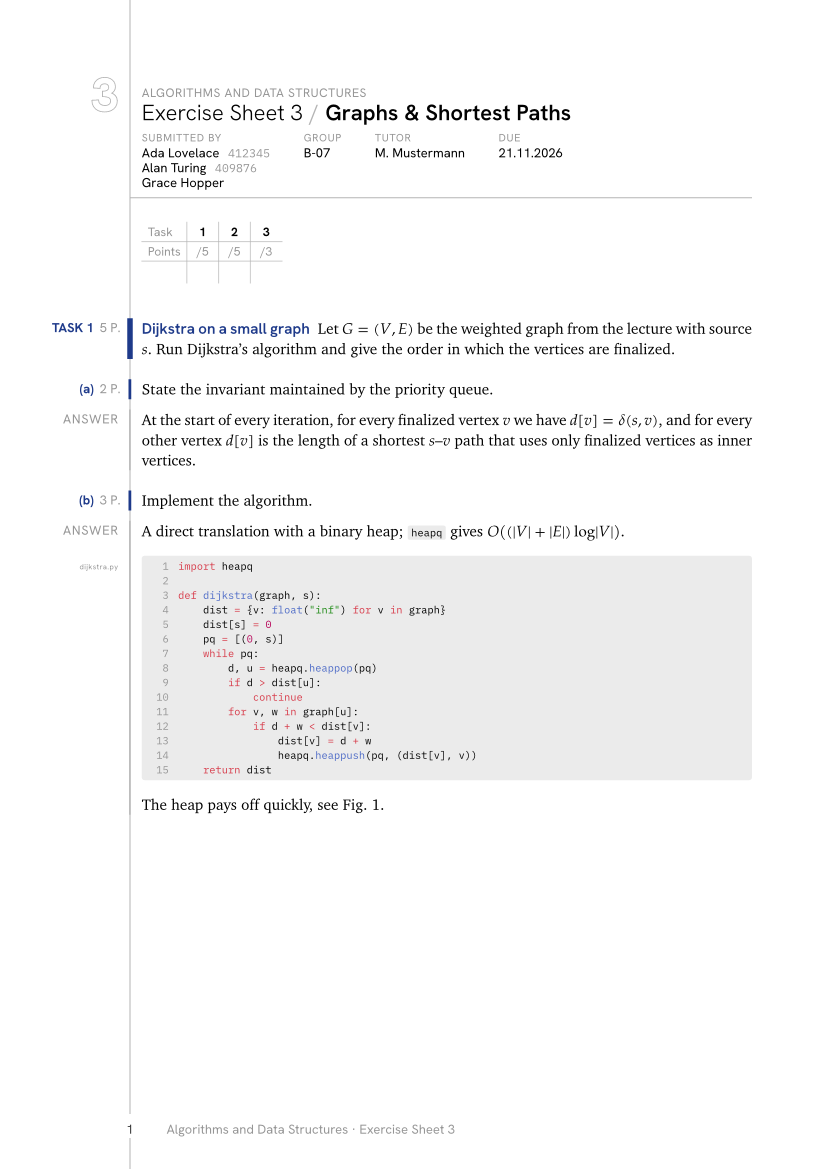 3
ALGORITHMS AND DATA STRUCTURES
Exercise Sheet 3 / Graphs & Shortest Paths
SUBMITTED BY GROUP TUTOR DUE
Ada Lovelace 412345 B-07 M. Mustermann 21.11.2026
Alan Turing 409876
Grace Hopper
Task 1 2 3
Points /5 /5 /3
TASK 1 5 P. Dijkstra on a small graph Let G = (V, E) be the weighted graph from the lecture with source
s. Run Dijkstra's algorithm and give the order in which the vertices are finalized.
(a) 2 P. State the invariant maintained by the priority queue.
ANSWER At the start of every iteration, for every finalized vertex v we have d[v] = δ(s, v), and for every
other vertex d[v] is the length of a shortest s–v path that uses only finalized vertices as inner
vertices.
(b) 3 P. Implement the algorithm.
ANSWER A direct translation with a binary heap; heapq gives O((|V| + |E|) log|V|).
dijkstra.py 1 import heapq
2
3 def dijkstra(graph, s):
4     dist = {v: float("inf") for v in graph}
5     dist[s] = 0
6     pq = [(0, s)]
7     while pq:
8         d, u = heapq.heappop(pq)
9         if d > dist[u]:
10             continue
11         for v, w in graph[u]:
12             if d + w < dist[v]:
13                 dist[v] = d + w
14                 heapq.heappush(pq, (dist[v], v))
15     return dist
The heap pays off quickly, see Fig. 1.
1 Algorithms and Data Structures · Exercise Sheet 3